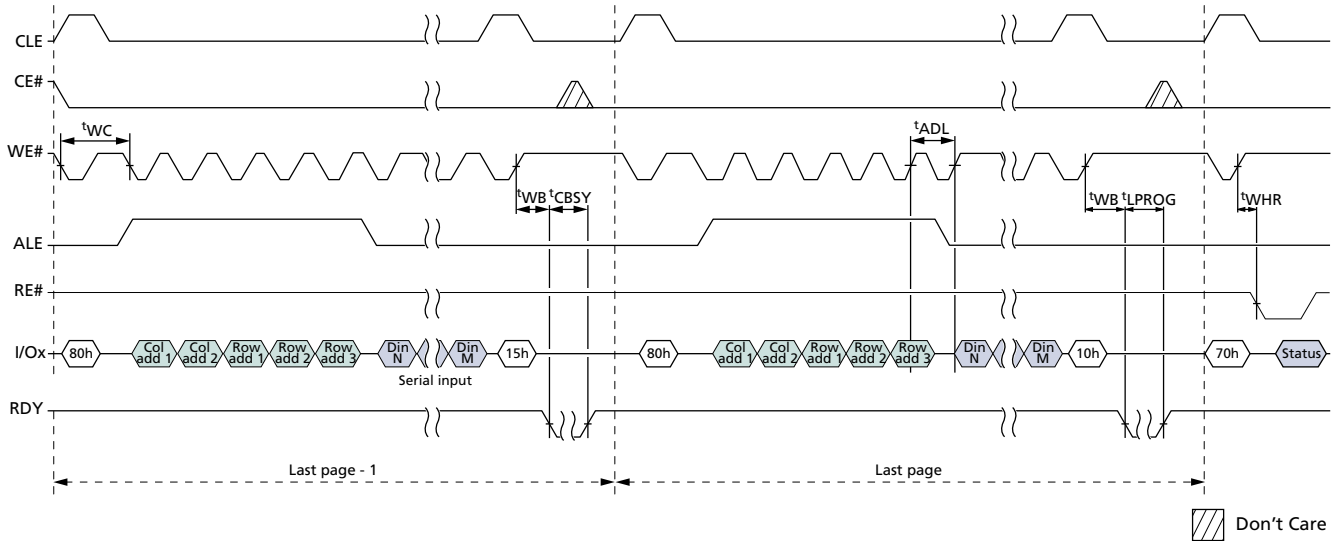 CLE
CE#
tWC
tADL
WE#
tWB tCBSY
tWB tLPROG
tWHR
ALE
RE#
I/Ox
80h
Col add 1
Col add 2
Row add 1
Row add 2
Row add 3
Din N
Din M
15h
80h
Col add 1
Col add 2
Row add 1
Row add 2
Row add 3
Din N
Din M
10h
70h
Status
Serial input
RDY
Last page - 1
Last page
Don't Care